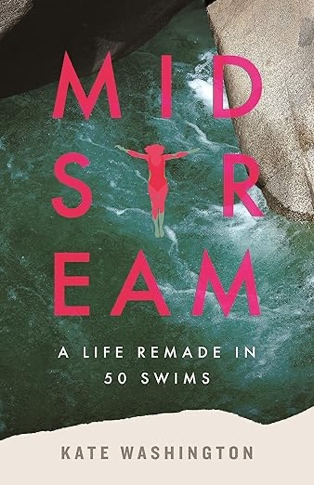 MID
STR
EAM
A LIFE REMADE IN
50 SWIMS
KATE WASHINGTON